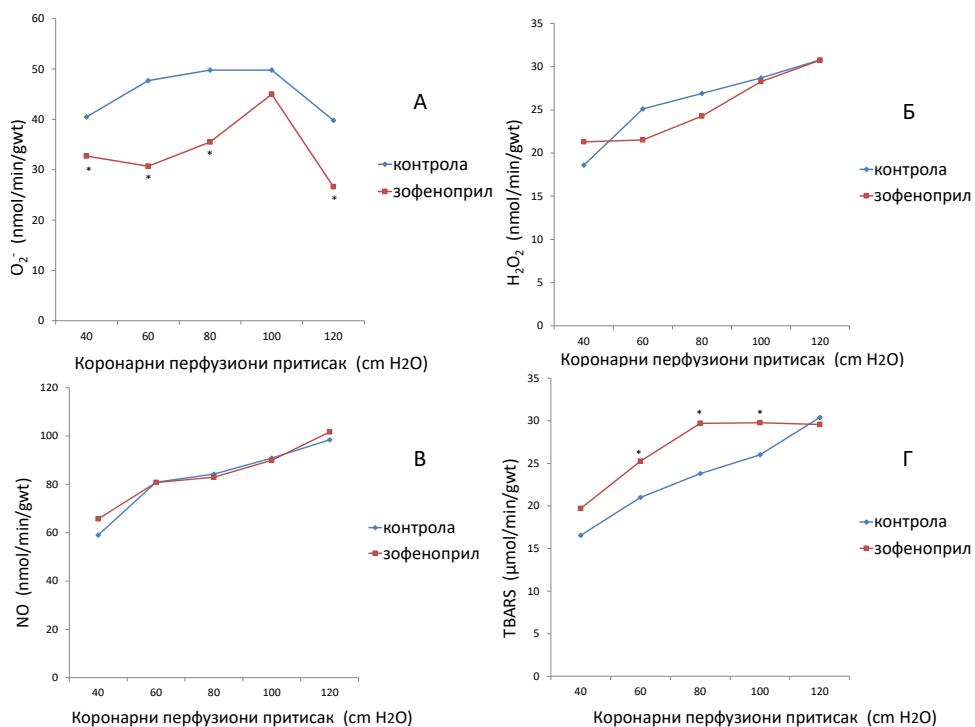 60
50
40
30
20
10
0
O₂⁻ (nmol/min/gwt)
А
контрола
зофеноприл
*
*
*
*
40 60 80 100 120
Коронарни перфузиони притисак (cm H2O)
35
30
25
20
15
10
5
0
H₂O₂ (nmol/min/gwt)
Б
контрола
зофеноприл
40 60 80 100 120
Коронарни перфузиони притисак (cm H2O)
120
100
80
60
40
20
0
NO (nmol/min/gwt)
В
контрола
зофеноприл
40 60 80 100 120
Коронарни перфузиони притисак (cm H2O)
35
30
25
20
15
10
5
0
TBARS (µmol/min/gwt)
*
*
*
Г
контрола
зофеноприл
40 60 80 100 120
Коронарни перфузиони притисак (cm H2O)